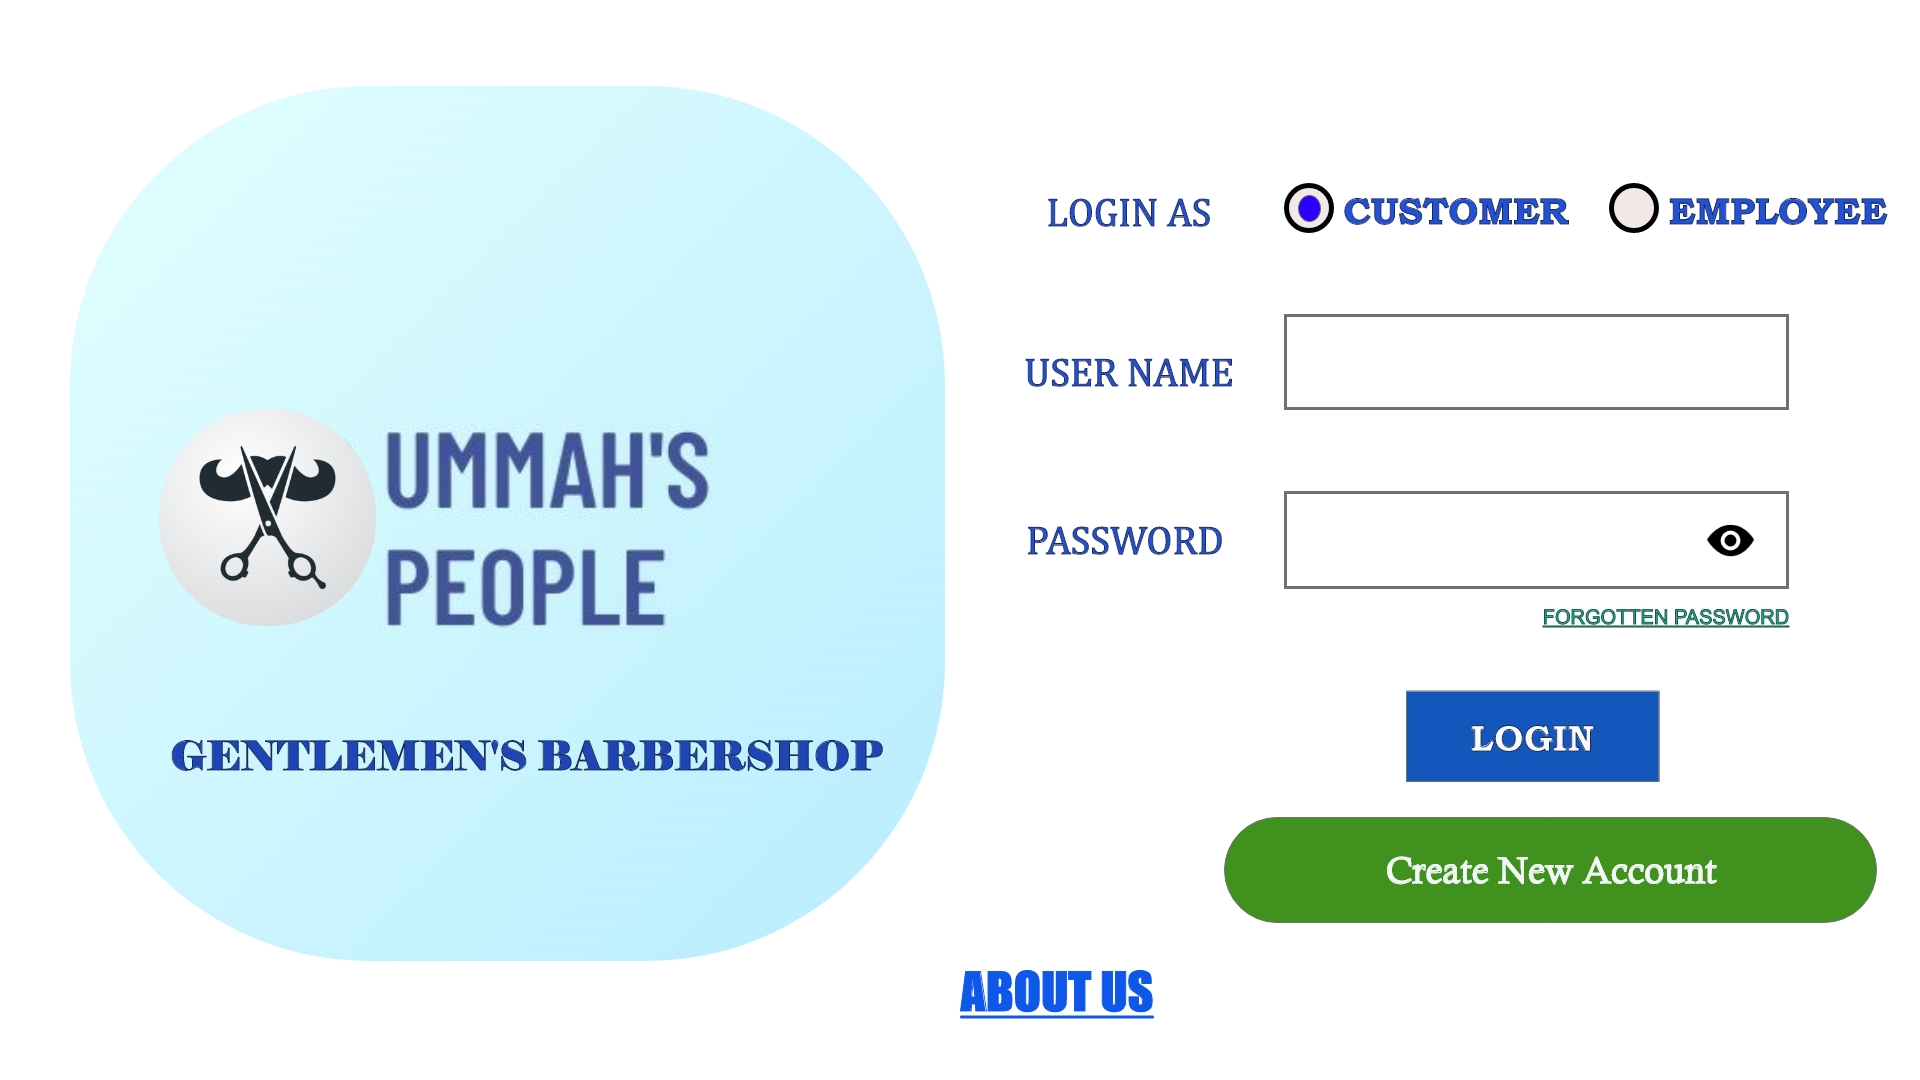 UMMAH'S
PEOPLE
GENTLEMEN'S BARBERSHOP
LOGIN AS CUSTOMER EMPLOYEE
USER NAME
PASSWORD
FORGOTTEN PASSWORD
LOGIN
Create New Account
ABOUT US